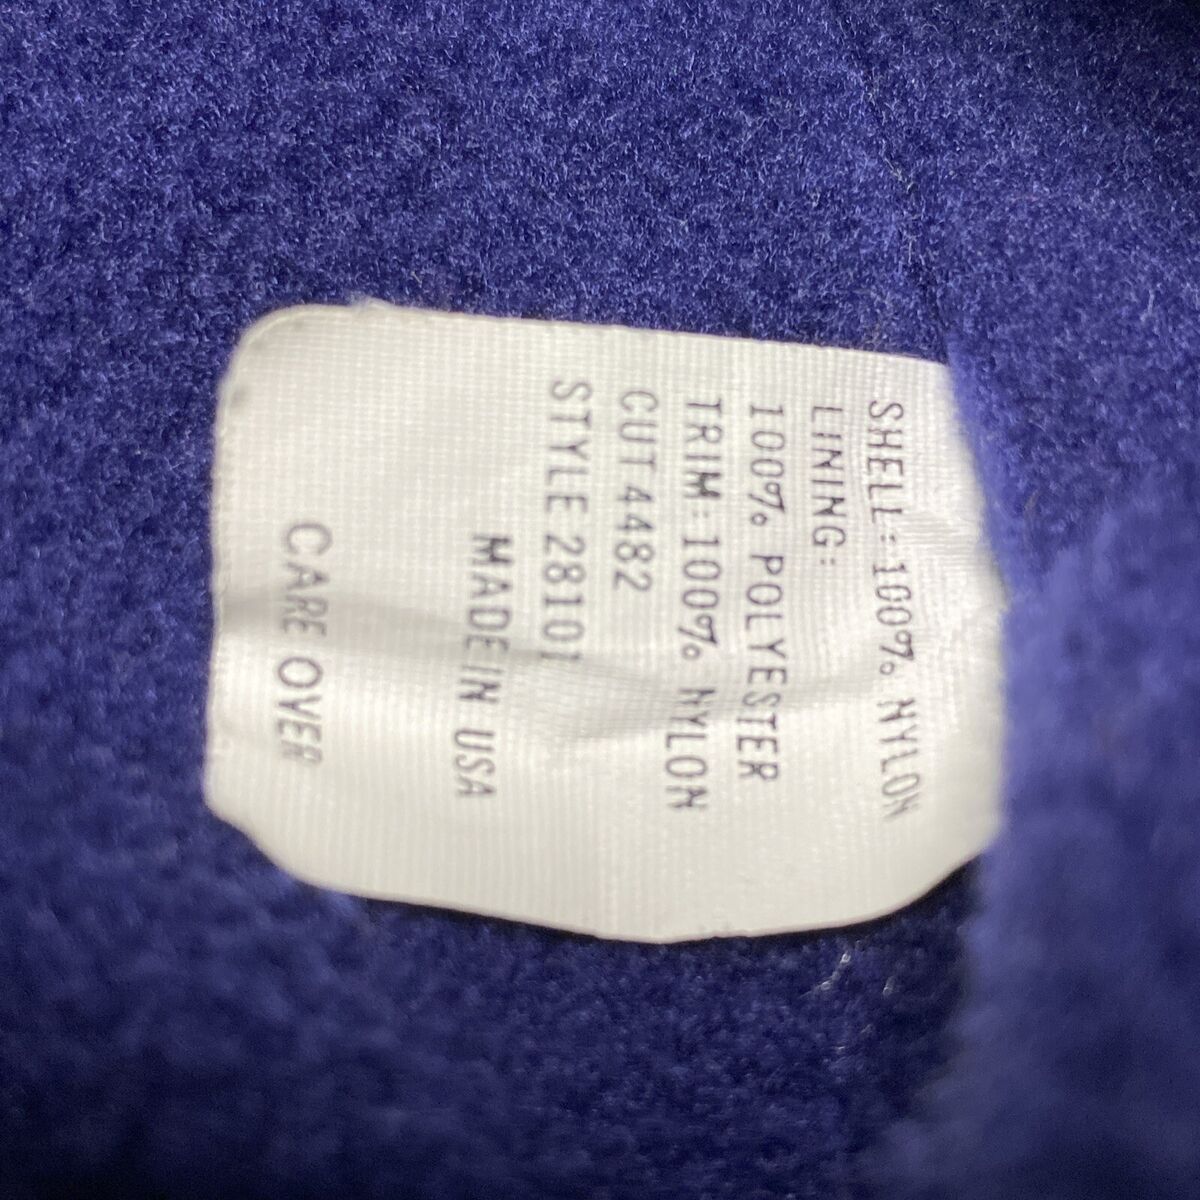 SHELL: 100% NYLON
LINING:
100% POLYESTER
TRIM: 100% NYLON
CUT 4482
STYLE 28101
MADE IN USA
CARE OVER